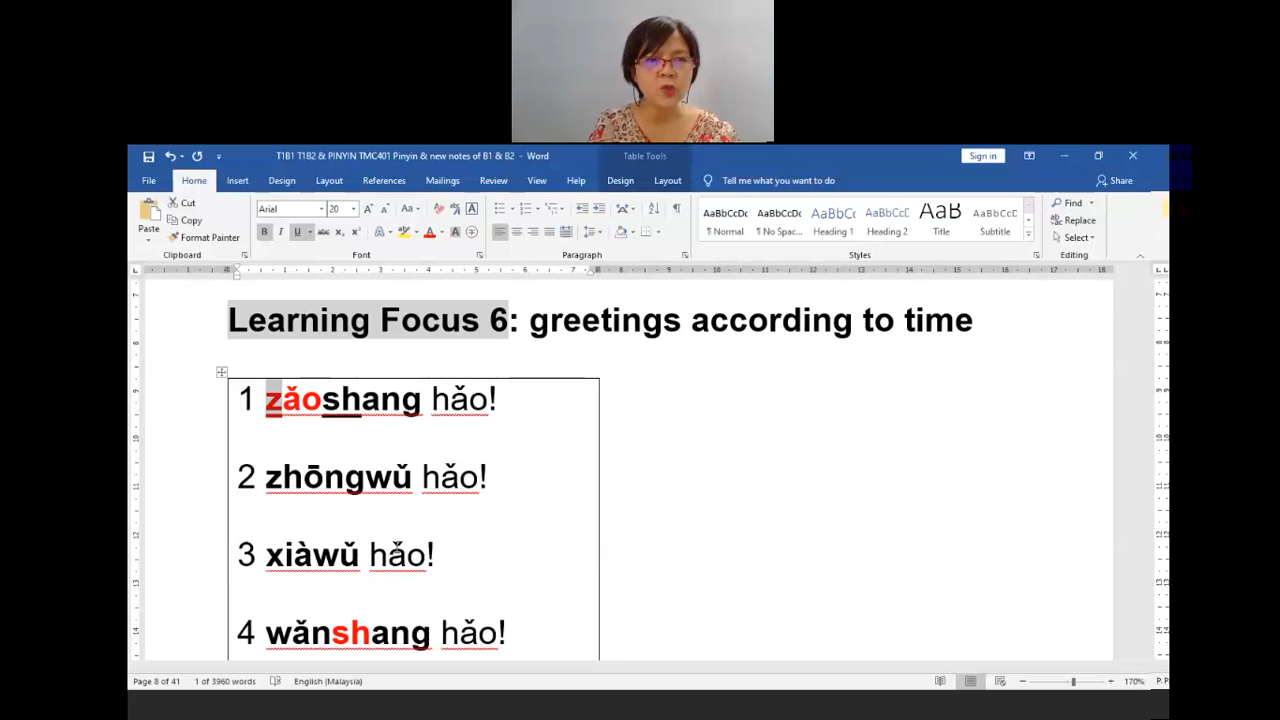 T1B1 T1B2 & PINYIN TMC401 Pinyin & new notes of B1 & B2 - Word
Table Tools
Sign in
File Home Insert Design Layout References Mailings Review View Help Design Layout Tell me what you want to do Share
Paste
Cut
Copy
Format Painter
Clipboard
Arial 20
Font
Paragraph
AaBbCcDc AaBbCcDc AaBbCc AaBbCcD AaB AaBbCcD
¶ Normal ¶ No Spac... Heading 1 Heading 2 Title Subtitle
Styles
Find
Replace
Select
Editing
Learning Focus 6: greetings according to time
1 zǎoshang hǎo!
2 zhōngwǔ hǎo!
3 xiàwǔ hǎo!
4 wǎnshang hǎo!
Page 8 of 41 1 of 3960 words English (Malaysia) 170%